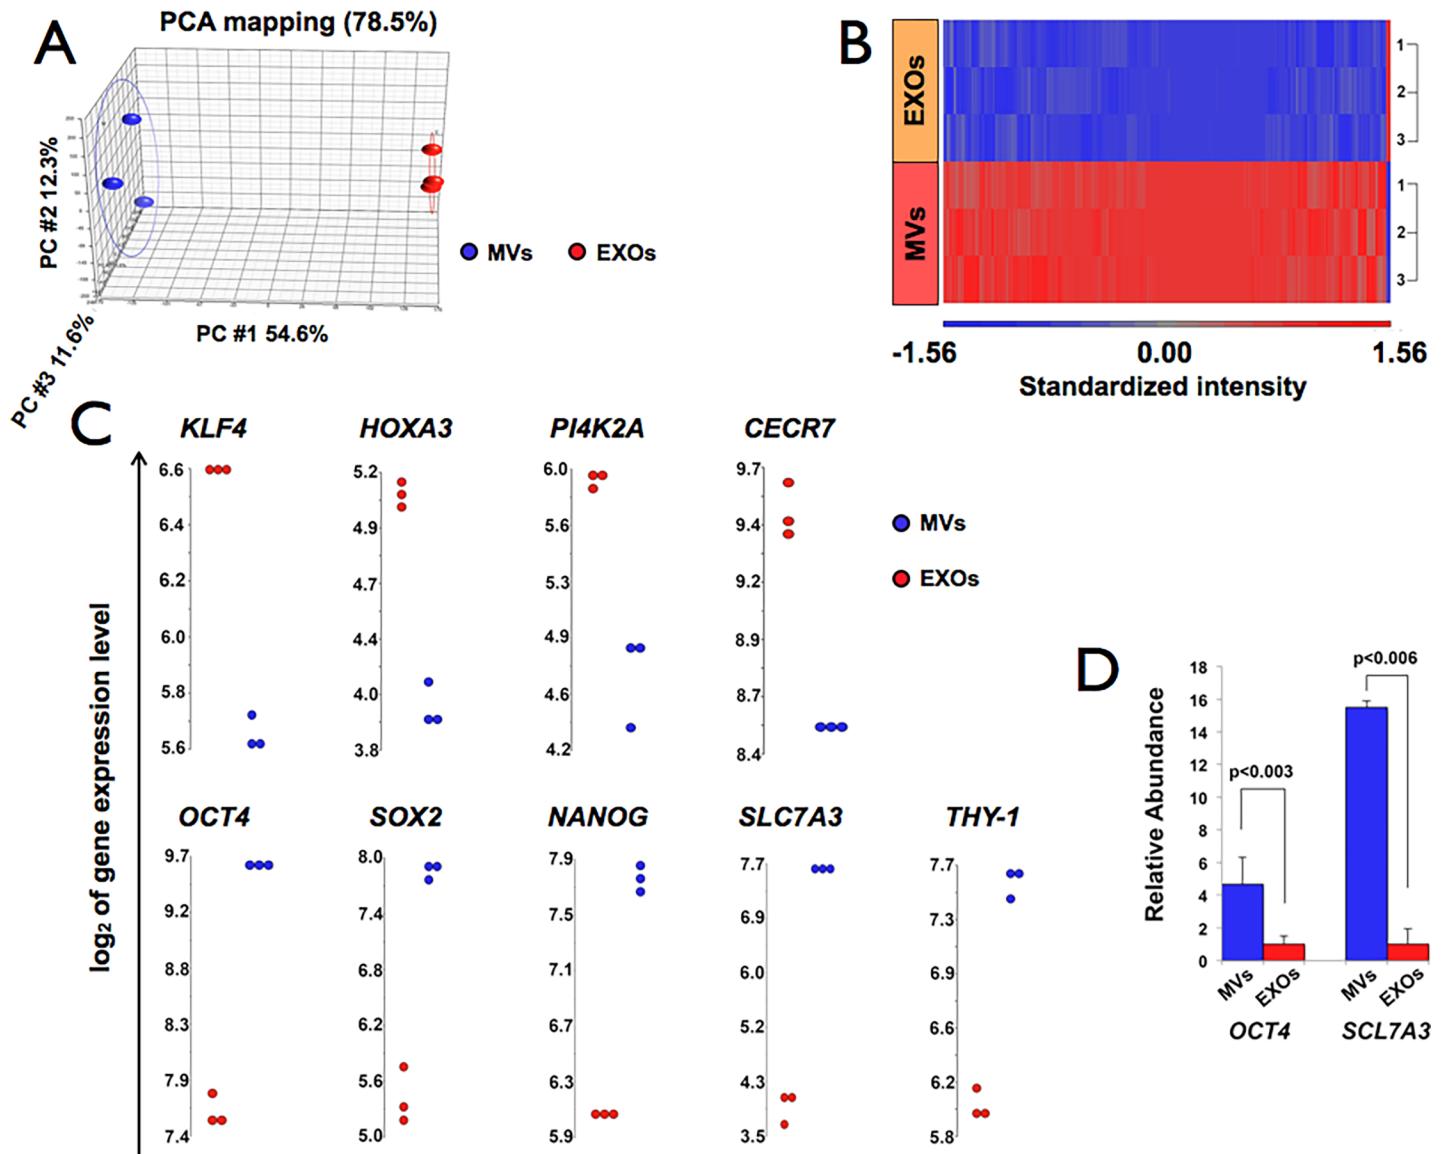 A
PCA mapping (78.5%)
PC #2 12.3%
PC #1 54.6%
PC #3 11.6%
MVs
EXOs
B
EXOs
MVs
1
2
3
1
2
3
-1.56 0.00 1.56
Standardized intensity
C
log2 of gene expression level
KLF4
6.6
6.4
6.2
6.0
5.8
5.6
HOXA3
5.2
4.9
4.7
4.4
4.0
3.8
PI4K2A
6.0
5.6
5.3
4.9
4.6
4.2
CECR7
9.7
9.4
9.2
8.9
8.7
8.4
MVs
EXOs
OCT4
9.7
9.2
8.8
8.3
7.9
7.4
SOX2
8.0
7.4
6.8
6.2
5.6
5.0
NANOG
7.9
7.5
7.1
6.7
6.3
5.9
SLC7A3
7.7
6.9
6.0
5.2
4.3
3.5
THY-1
7.7
7.3
6.9
6.6
6.2
5.8
D
Relative Abundance
18
16
14
12
10
8
6
4
2
0
p<0.003
p<0.006
MVs
EXOs
MVs
EXOs
OCT4
SCL7A3